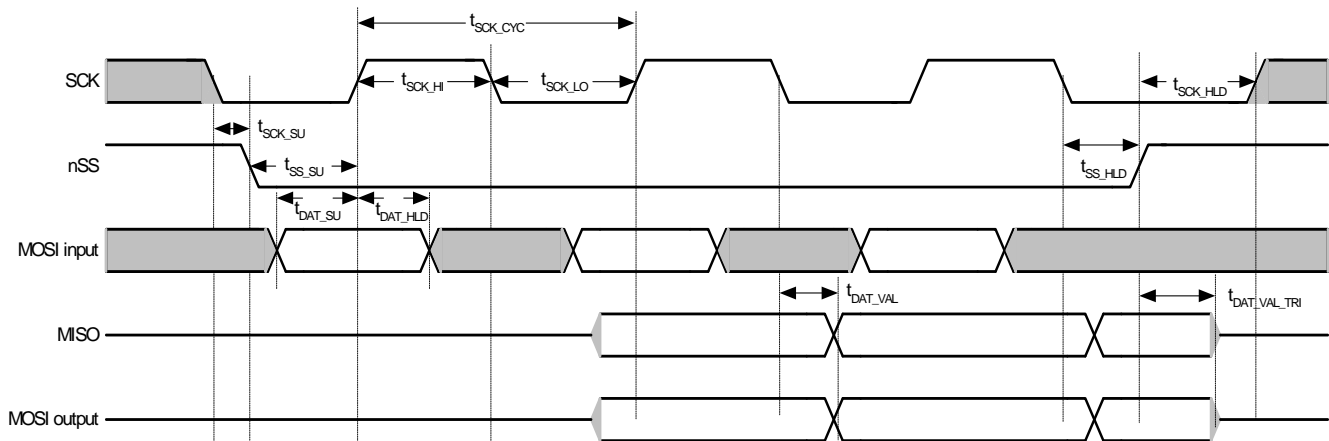 tSCK_CYC
SCK
tSCK_HI
tSCK_LO
tSCK_HLD
tSCK_SU
nSS
tSS_SU
tSS_HLD
tDAT_SU
tDAT_HLD
MOSI input
tDAT_VAL
tDAT_VAL_TRI
MISO
MOSI output